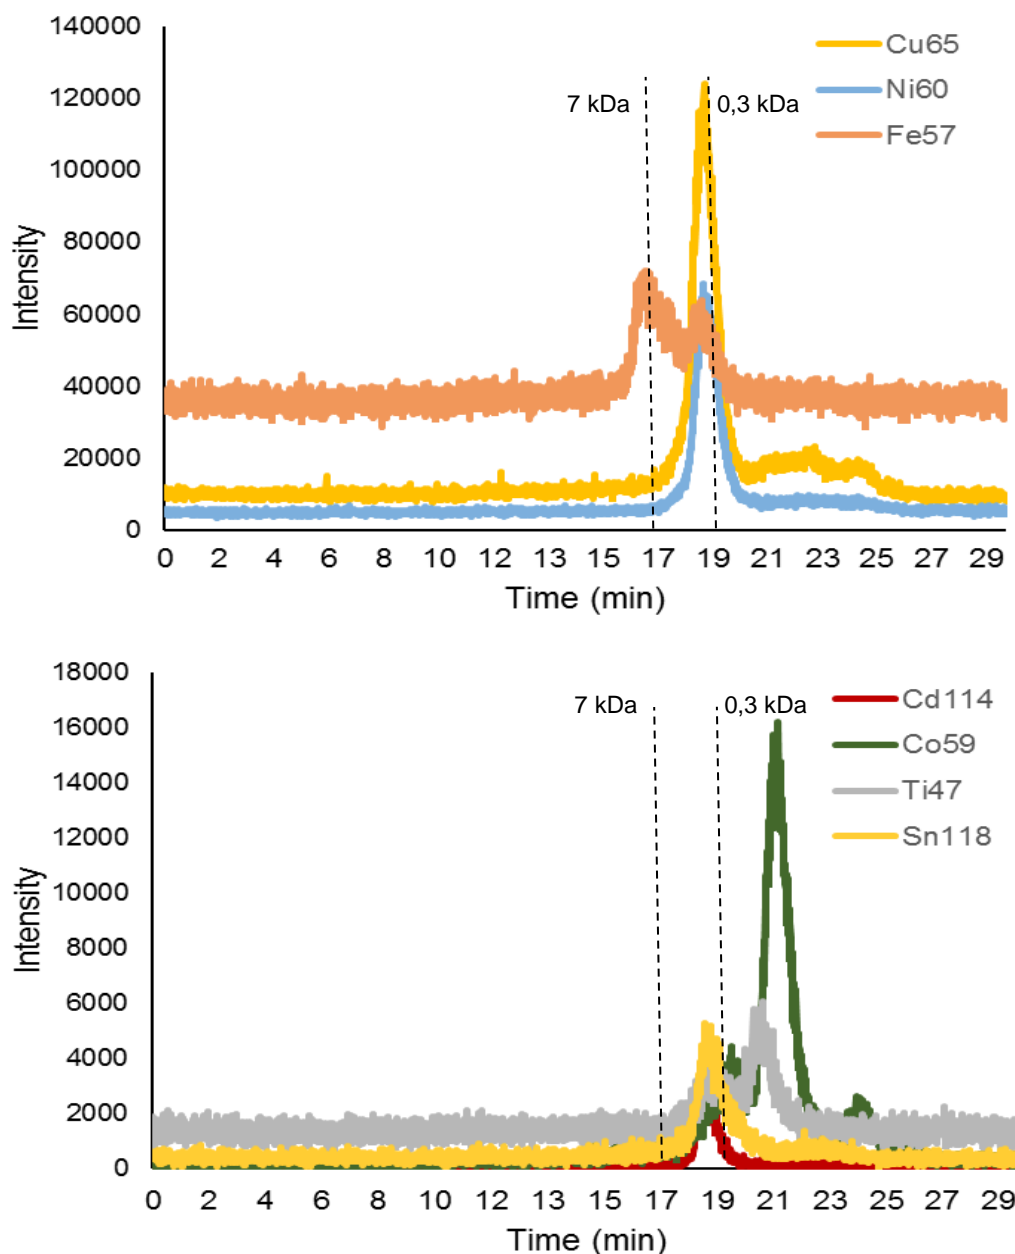 140000
120000
100000
80000
60000
40000
20000
0
Intensity
Cu65
Ni60
Fe57
7 kDa
0,3 kDa
0 2 4 6 8 10 13 15 17 19 21 23 25 27 29
Time (min)
18000
16000
14000
12000
10000
8000
6000
4000
2000
0
Intensity
Cd114
Co59
Ti47
Sn118
7 kDa
0,3 kDa
0 2 4 6 8 10 12 14 15 17 19 21 23 25 27 29
Time (min)